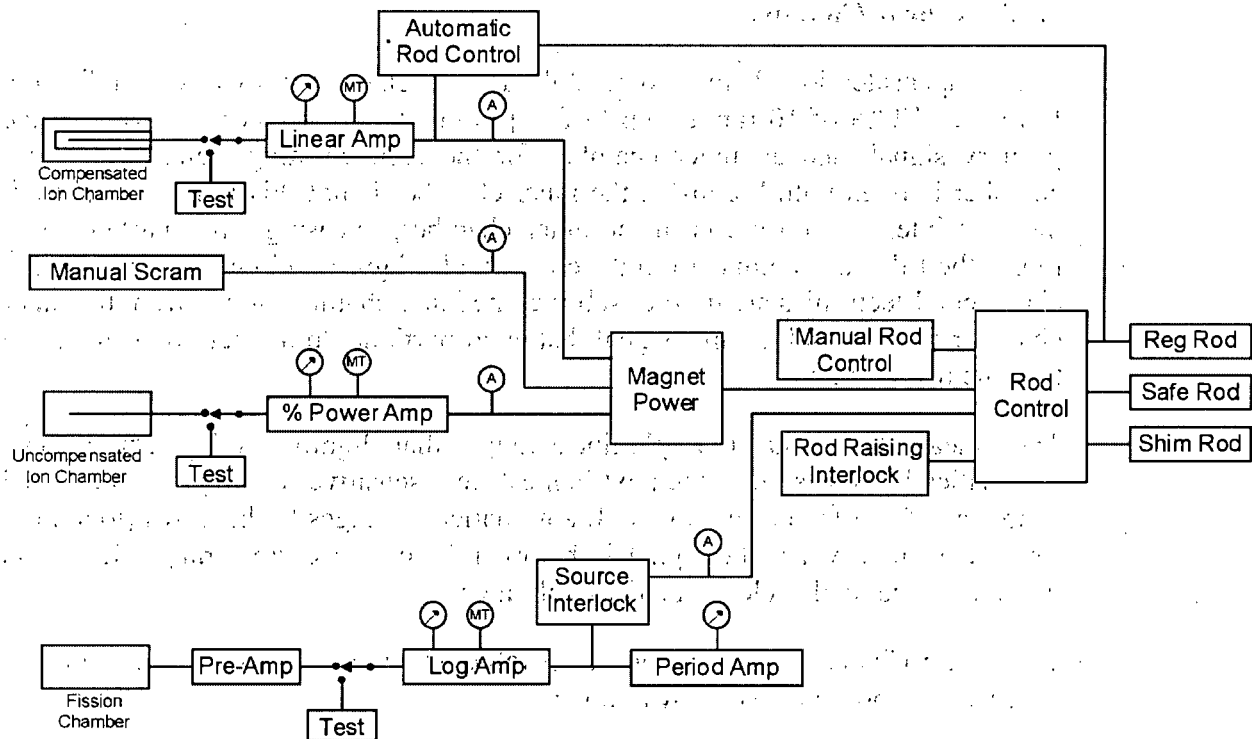 Automatic
Rod Control
MT
A
Linear Amp
Compensated
Ion Chamber
Test
A
Manual Scram
MT
A
% Power Amp
Uncompensated
Ion Chamber
Test
Magnet
Power
Manual Rod
Control
Rod
Control
Reg Rod
Safe Rod
Shim Rod
Rod Raising
Interlock
A
Source
Interlock
MT
Pre-Amp
Log Amp
Period Amp
Fission
Chamber
Test